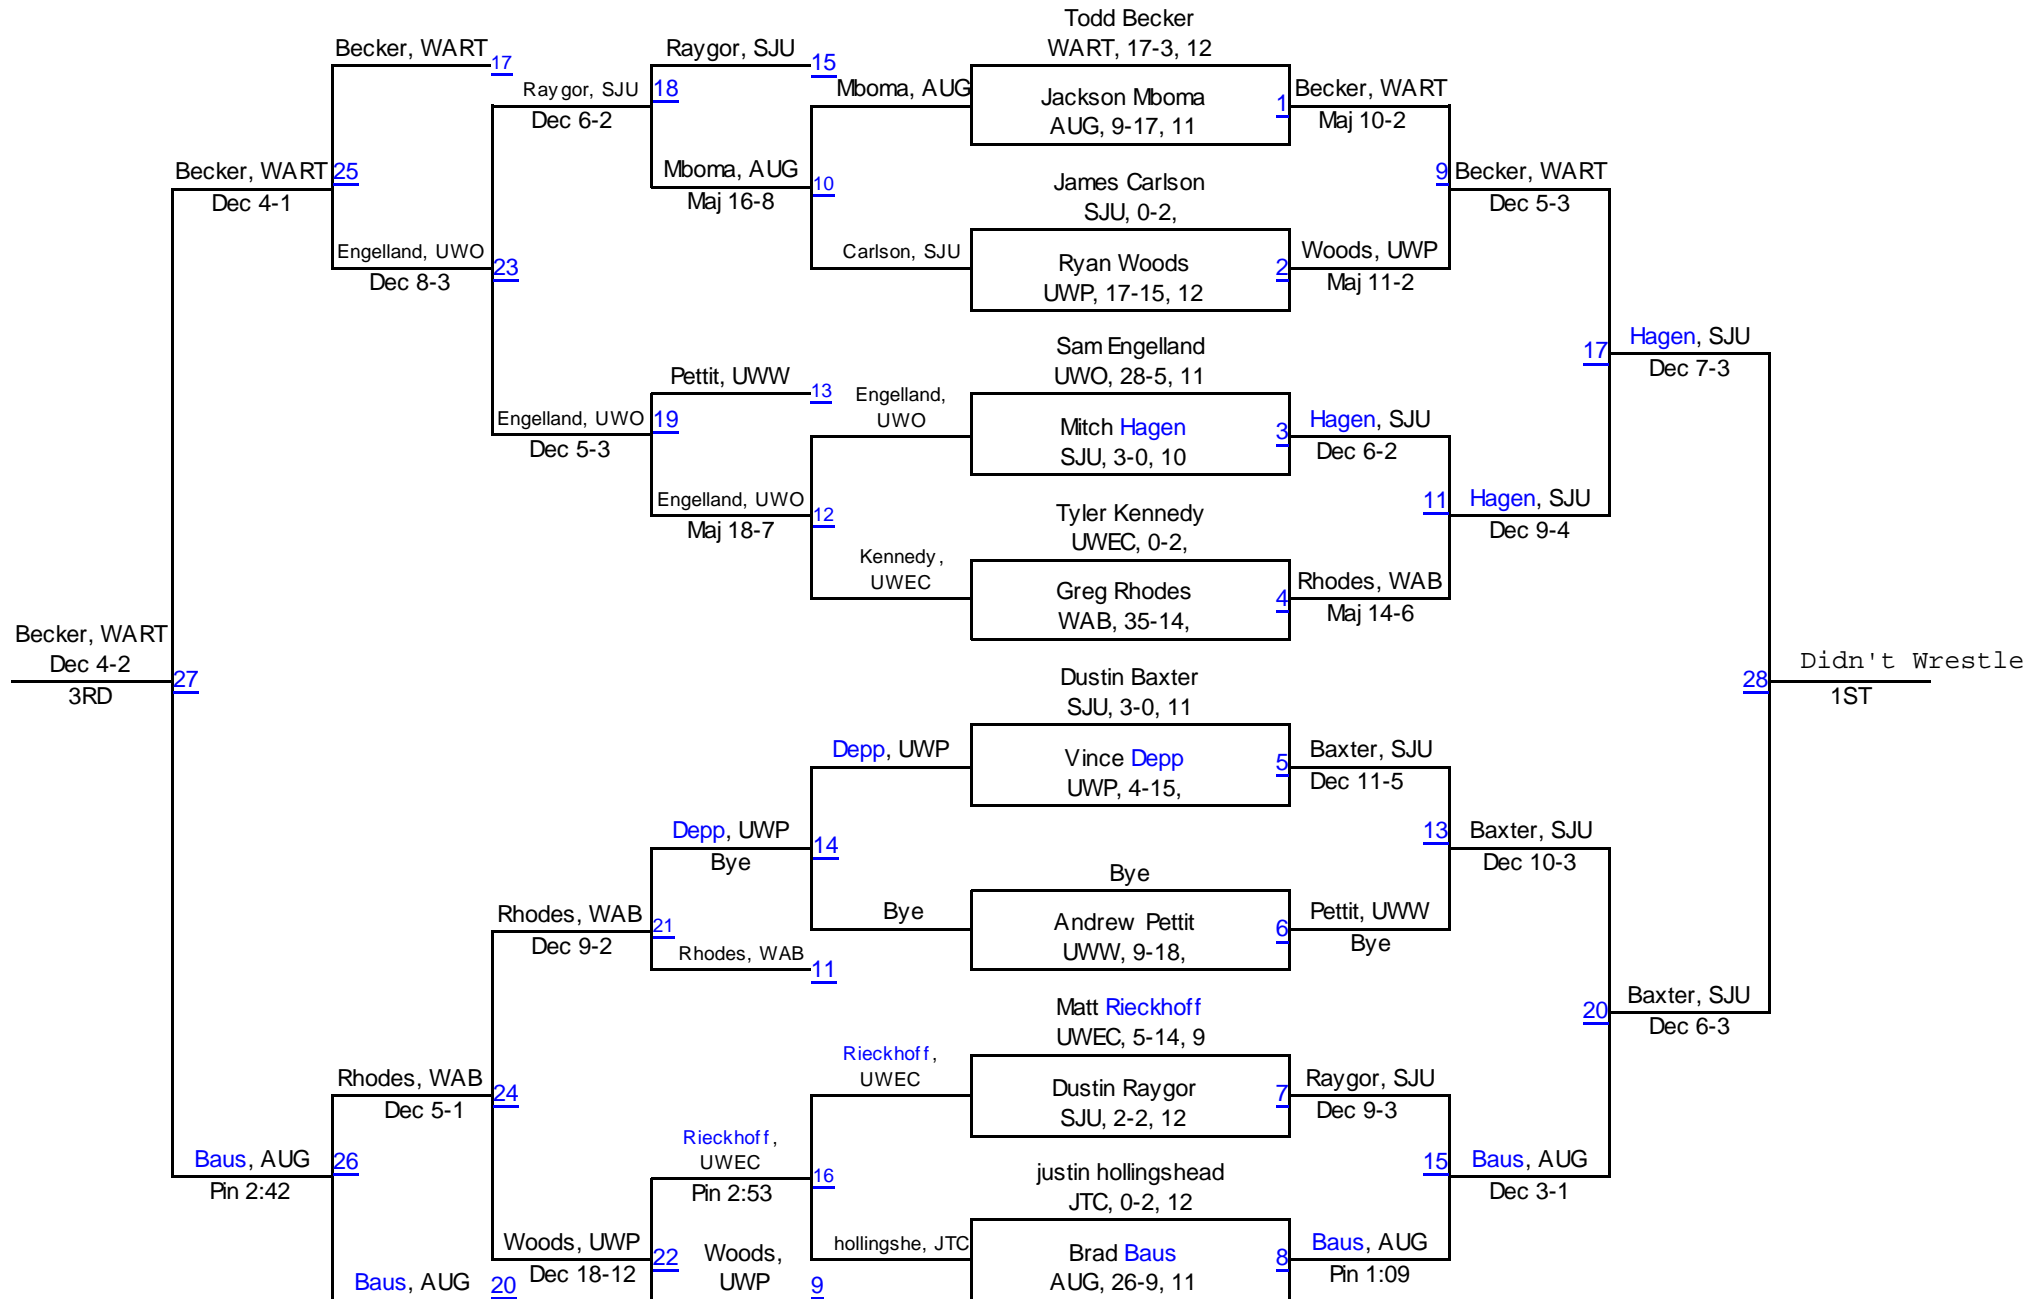 Todd Becker
WART, 17-3, 12
Becker, WART
17
Raygor, SJU
15
Raygor, SJU
18
Dec 6-2
Mboma, AUG
Jackson Mboma
AUG, 9-17, 11
1
Becker, WART
Maj 10-2
Becker, WART
25
Dec 4-1
Mboma, AUG
10
Maj 16-8
James Carlson
SJU, 0-2,
9
Becker, WART
Dec 5-3
Engelland, UWO
23
Dec 8-3
Carlson, SJU
Ryan Woods
UWP, 17-15, 12
2
Woods, UWP
Maj 11-2
Sam Engelland
UWO, 28-5, 11
17
Hagen, SJU
Dec 7-3
Pettit, UWW
13
Engelland,
UWO
Engelland, UWO
19
Dec 5-3
Mitch Hagen
SJU, 3-0, 10
3
Hagen, SJU
Dec 6-2
Engelland, UWO
12
Maj 18-7
Tyler Kennedy
UWEC, 0-2,
11
Hagen, SJU
Dec 9-4
Kennedy,
UWEC
Greg Rhodes
WAB, 35-14,
4
Rhodes, WAB
Maj 14-6
Becker, WART
Dec 4-2
27
3RD
Dustin Baxter
SJU, 3-0, 11
28
Didn't Wrestle
1ST
Depp, UWP
Vince Depp
UWP, 4-15,
5
Baxter, SJU
Dec 11-5
Depp, UWP
14
Bye
Bye
13
Baxter, SJU
Dec 10-3
Rhodes, WAB
21
Dec 9-2
Bye
Andrew Pettit
UWW, 9-18,
6
Pettit, UWW
Bye
Rhodes, WAB
11
Matt Rieckhoff
UWEC, 5-14, 9
20
Baxter, SJU
Dec 6-3
Rieckhoff,
UWEC
Rhodes, WAB
24
Dec 5-1
Dustin Raygor
SJU, 2-2, 12
7
Raygor, SJU
Dec 9-3
Rieckhoff,
UWEC
16
Pin 2:53
Baus, AUG
26
Pin 2:42
justin hollingshead
JTC, 0-2, 12
15
Baus, AUG
Dec 3-1
Woods, UWP
22
Dec 18-12
Woods,
UWP
9
hollingshe, JTC
Brad Baus
AUG, 26-9, 11
8
Baus, AUG
Pin 1:09
Baus, AUG
20